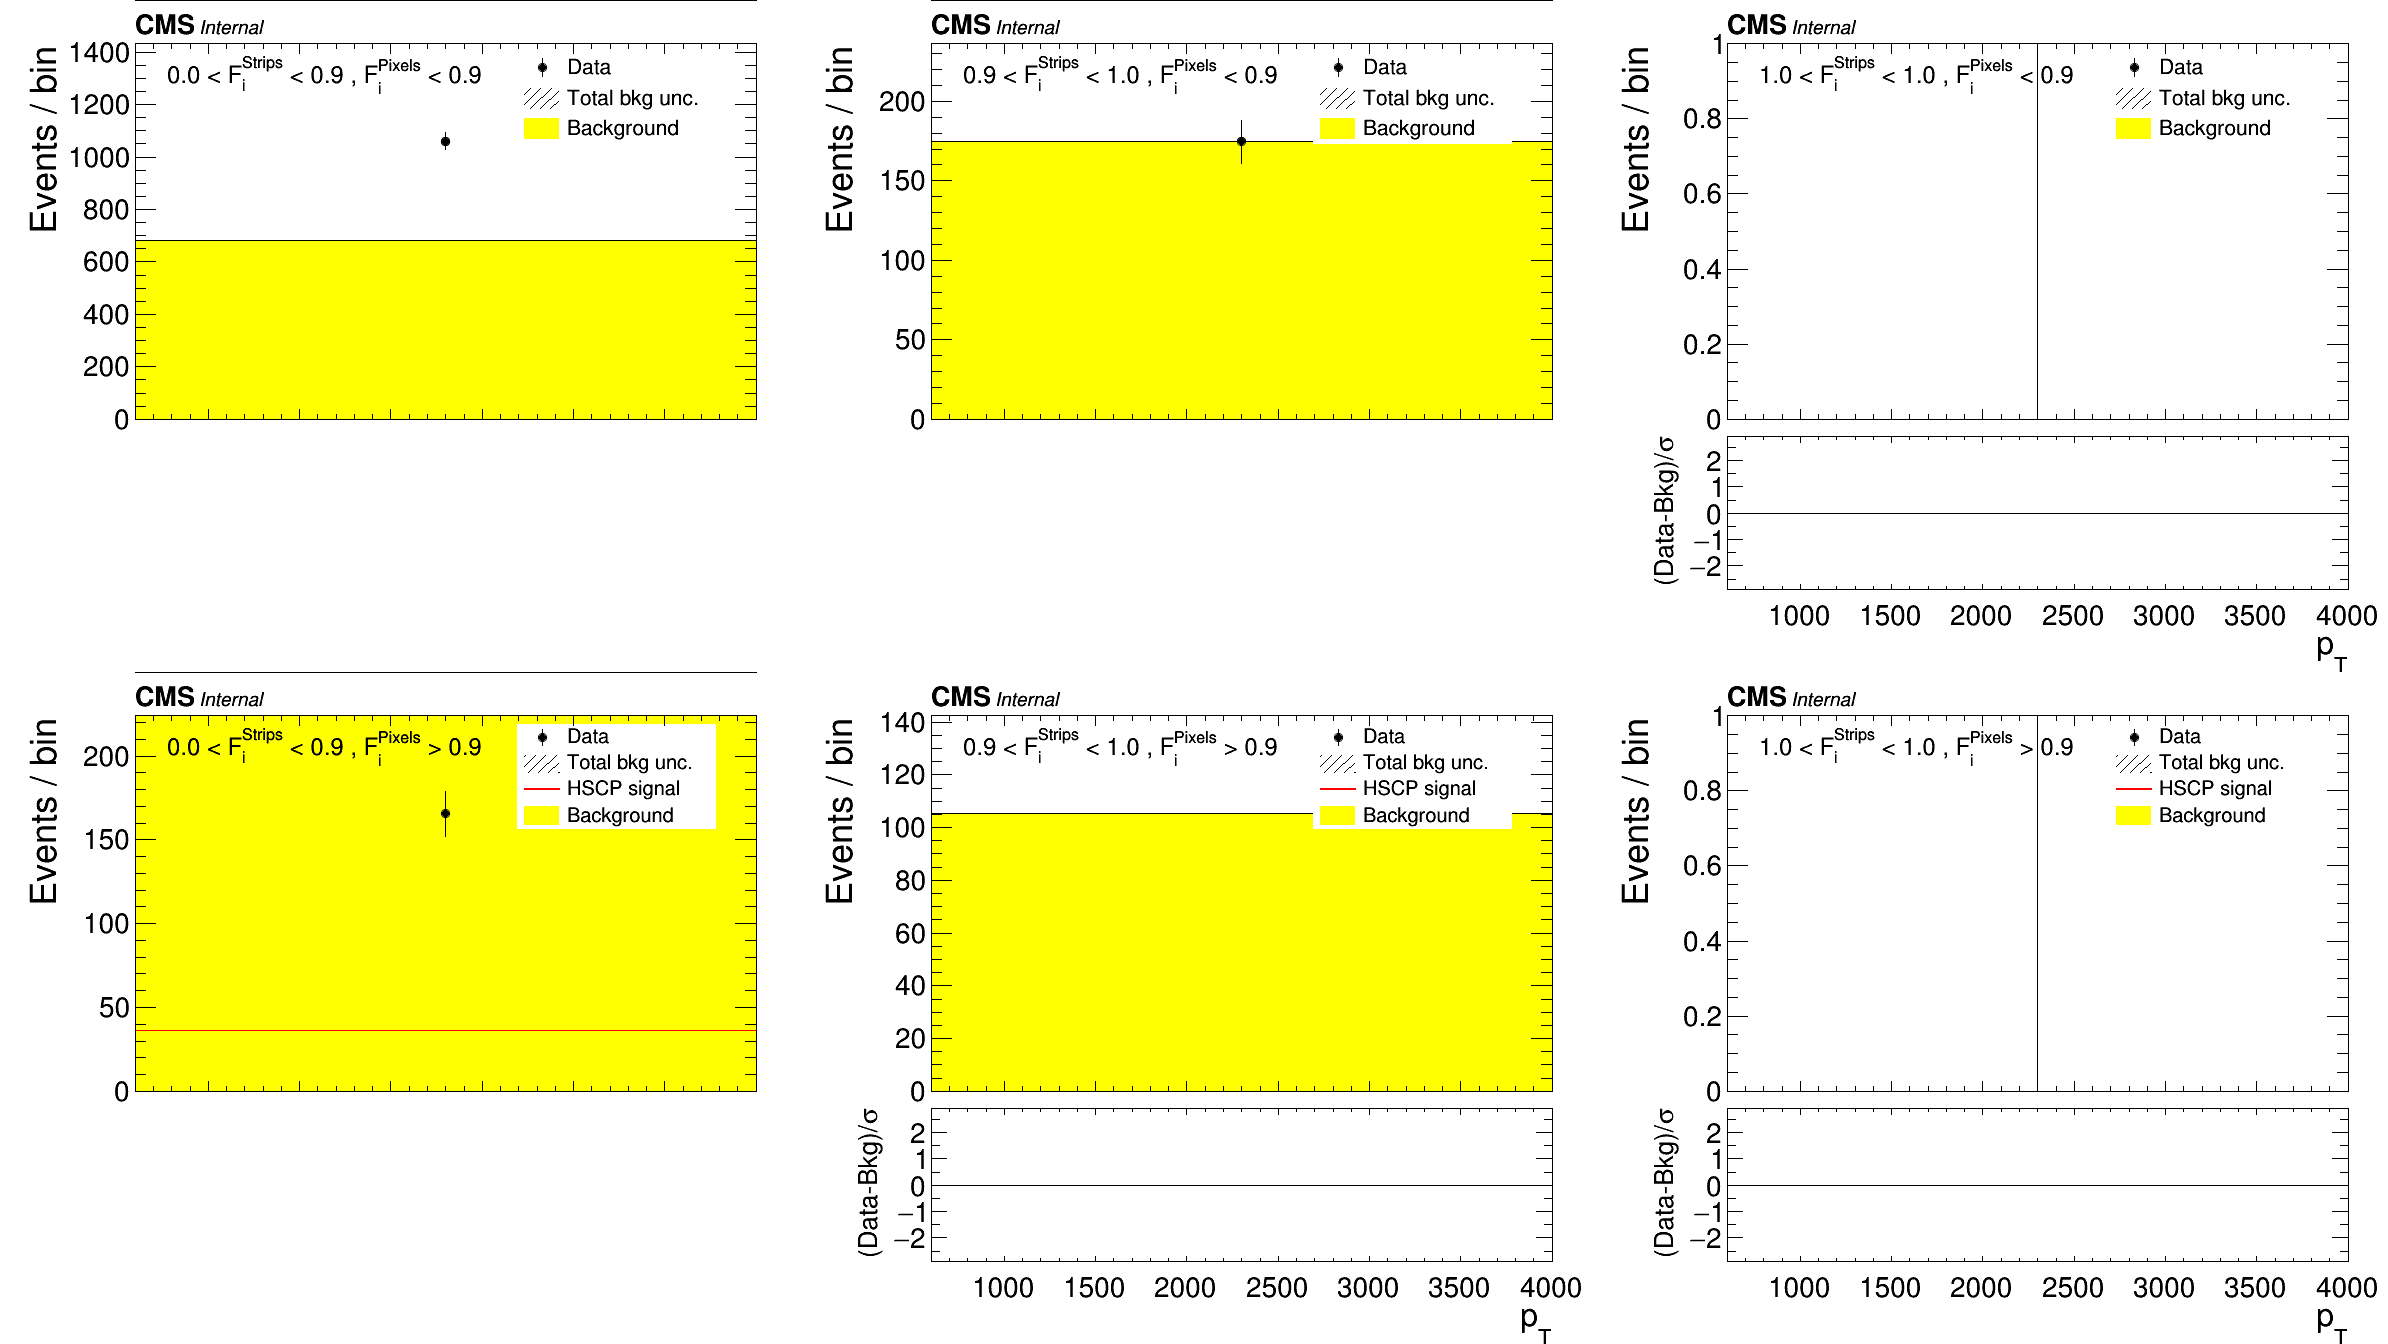 CMS Internal
Events / bin
0.0 < F_i^Strips < 0.9 , F_i^Pixels < 0.9
Data
Total bkg unc.
Background
1400
1200
1000
800
600
400
200
0
CMS Internal
Events / bin
0.9 < F_i^Strips < 1.0 , F_i^Pixels < 0.9
Data
Total bkg unc.
Background
200
150
100
50
0
CMS Internal
Events / bin
1.0 < F_i^Strips < 1.0 , F_i^Pixels < 0.9
Data
Total bkg unc.
Background
1
0.8
0.6
0.4
0.2
0
(Data-Bkg)/σ
2
1
0
−1
−2
1000 1500 2000 2500 3000 3500 4000
p_T
CMS Internal
Events / bin
0.0 < F_i^Strips < 0.9 , F_i^Pixels > 0.9
Data
Total bkg unc.
HSCP signal
Background
200
150
100
50
0
CMS Internal
Events / bin
0.9 < F_i^Strips < 1.0 , F_i^Pixels > 0.9
Data
Total bkg unc.
HSCP signal
Background
140
120
100
80
60
40
20
0
(Data-Bkg)/σ
2
1
0
−1
−2
1000 1500 2000 2500 3000 3500 4000
p_T
CMS Internal
Events / bin
1.0 < F_i^Strips < 1.0 , F_i^Pixels > 0.9
Data
Total bkg unc.
HSCP signal
Background
1
0.8
0.6
0.4
0.2
0
(Data-Bkg)/σ
2
1
0
−1
−2
1000 1500 2000 2500 3000 3500 4000
p_T